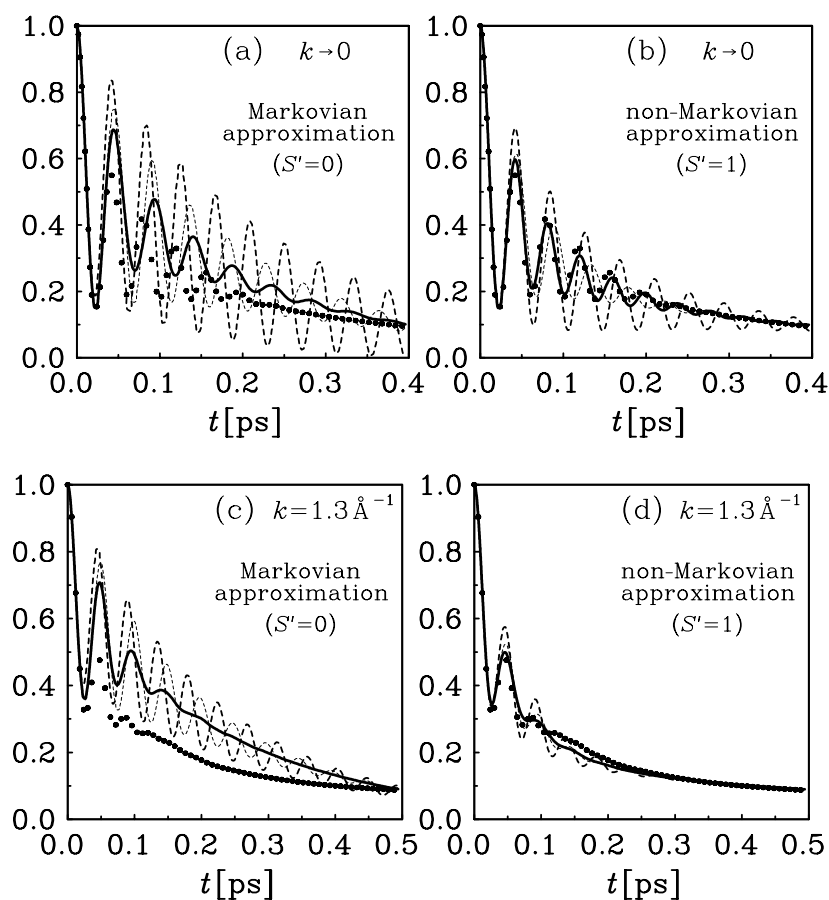 (a) k→0
Markovian
approximation
(S'=0)
1.0
0.8
0.6
0.4
0.2
0.0
0.0 0.1 0.2 0.3 0.4
t[ps]
(b) k→0
non-Markovian
approximation
(S'=1)
1.0
0.8
0.6
0.4
0.2
0.0
0.0 0.1 0.2 0.3 0.4
t[ps]
(c) k=1.3Å⁻¹
Markovian
approximation
(S'=0)
1.0
0.8
0.6
0.4
0.2
0.0
0.0 0.1 0.2 0.3 0.4 0.5
t[ps]
(d) k=1.3Å⁻¹
non-Markovian
approximation
(S'=1)
1.0
0.8
0.6
0.4
0.2
0.0
0.0 0.1 0.2 0.3 0.4 0.5
t[ps]